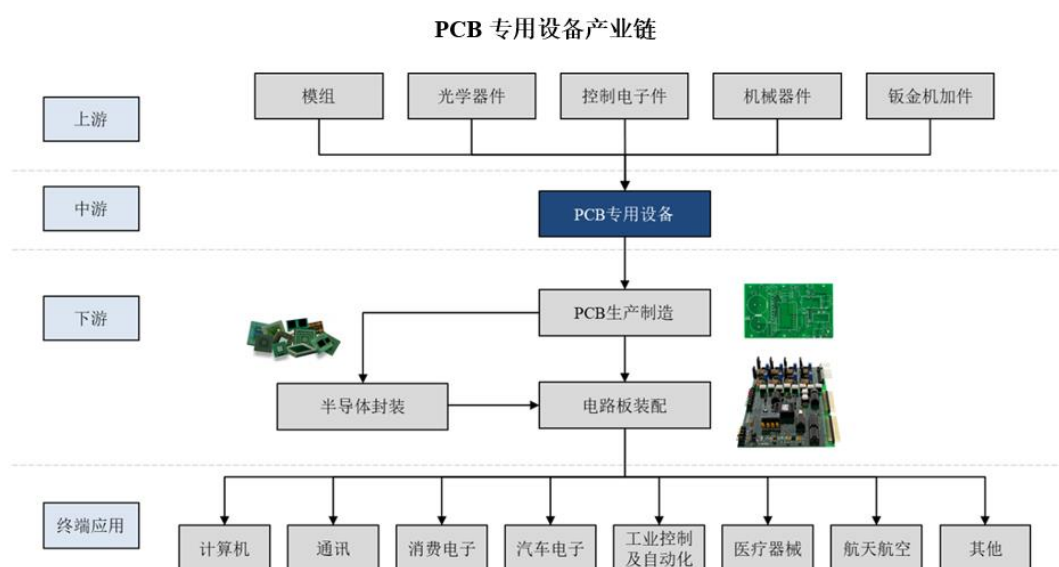 PCB 专用设备产业链
上游
模组
光学器件
控制电子件
机械器件
钣金机加件
中游
PCB专用设备
下游
PCB生产制造
半导体封装
电路板装配
终端应用
计算机
通讯
消费电子
汽车电子
工业控制
及自动化
医疗器械
航天航空
其他